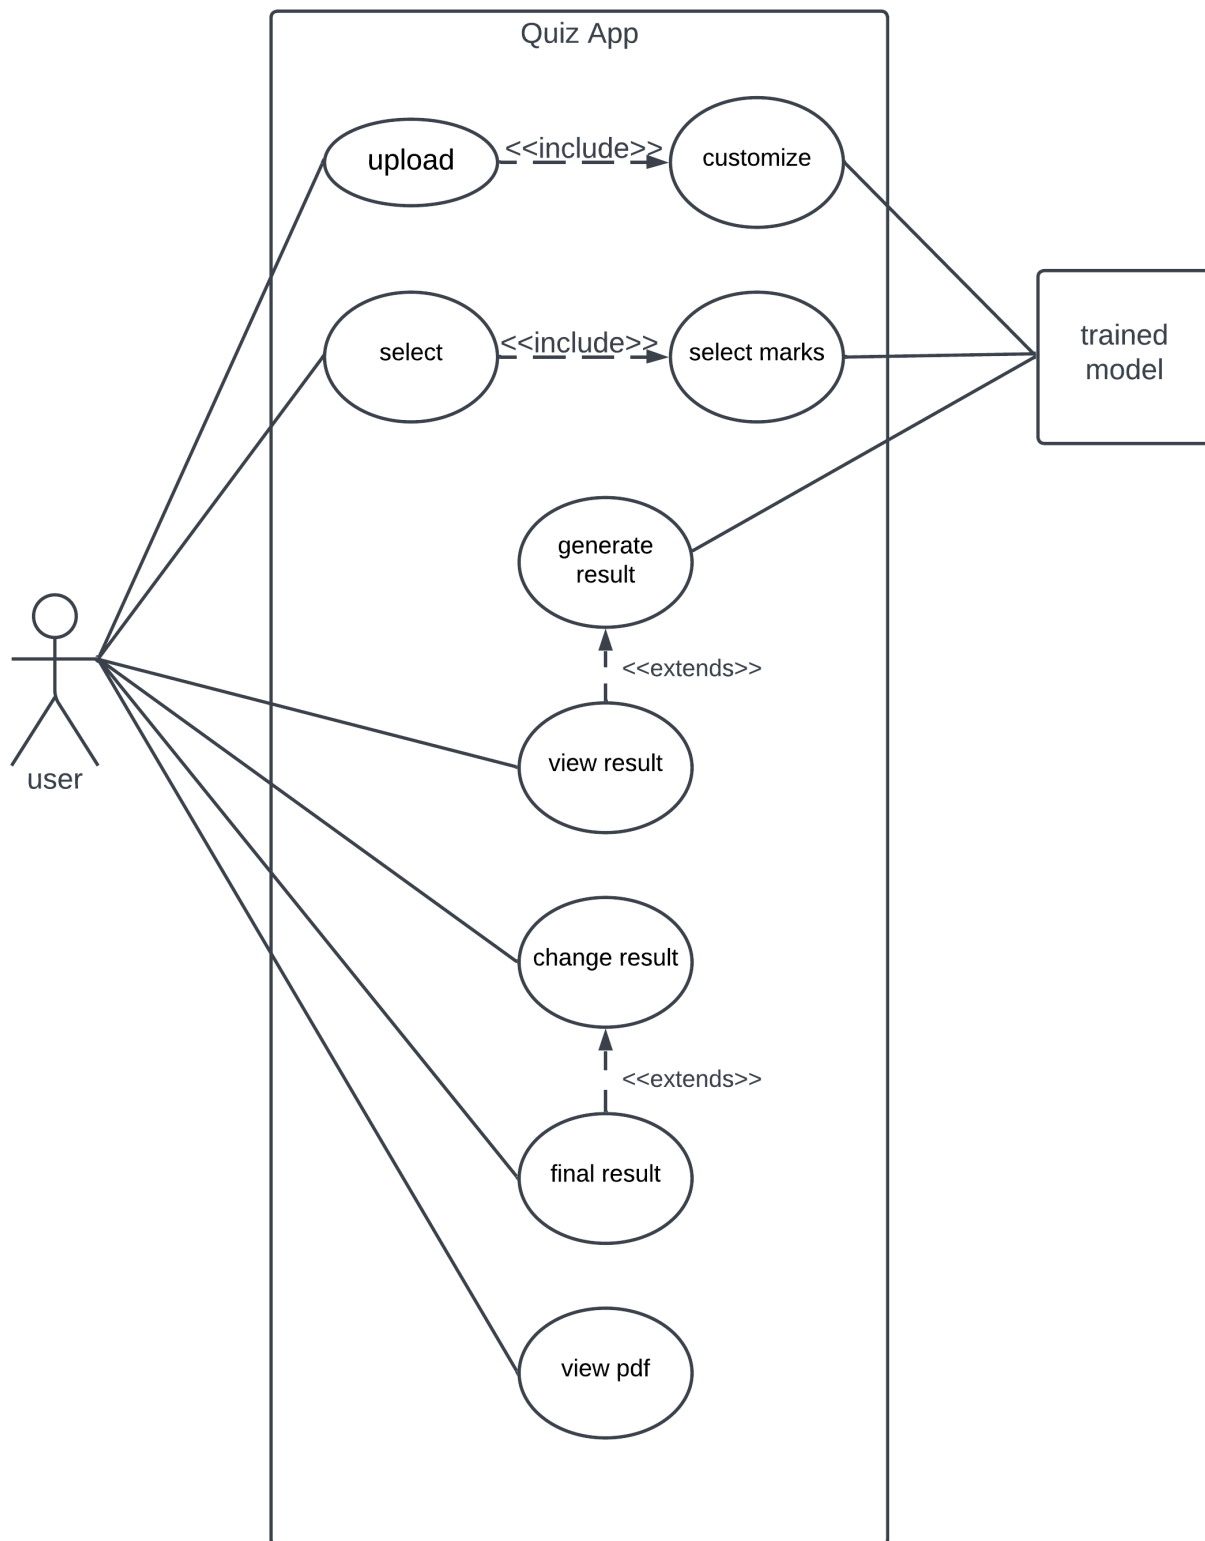 Quiz App
upload
<<include>>
customize
select
<<include>>
select marks
trained
model
generate
result
<<extends>>
user
view result
change result
<<extends>>
final result
view pdf